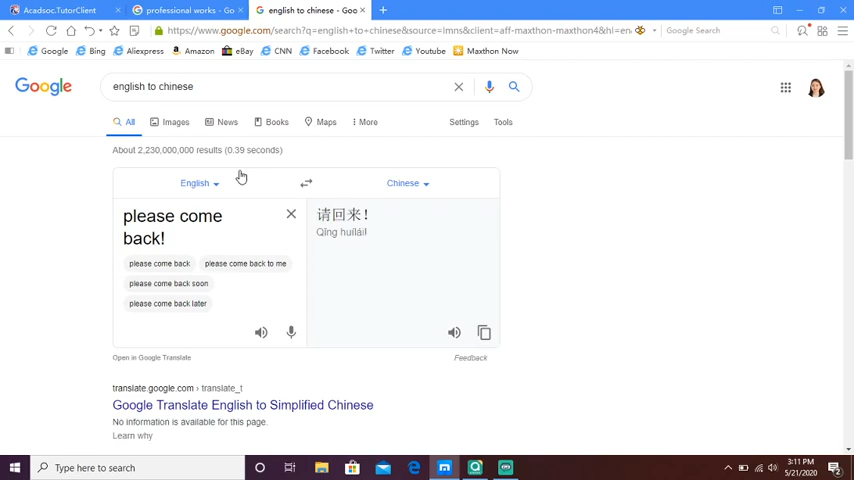 Acadsoc.TutorClient
professional works - Go
english to chinese - Goo
https://www.google.com/search?q=english+to+chinese&source=lmns&client=aff-maxthon-maxthon4&hl=en
Google Search
Google
Bing
Aliexpress
Amazon
eBay
CNN
Facebook
Twitter
Youtube
Maxthon Now
Google
english to chinese
All
Images
News
Books
Maps
More
Settings
Tools
About 2,230,000,000 results (0.39 seconds)
English
Chinese
please come
back!
请回来！
Qǐng huílái!
please come back
please come back to me
please come back soon
please come back later
Open in Google Translate
Feedback
translate.google.com › translate_t
Google Translate English to Simplified Chinese
No information is available for this page.
Learn why
Type here to search
3:11 PM
5/21/2020
2